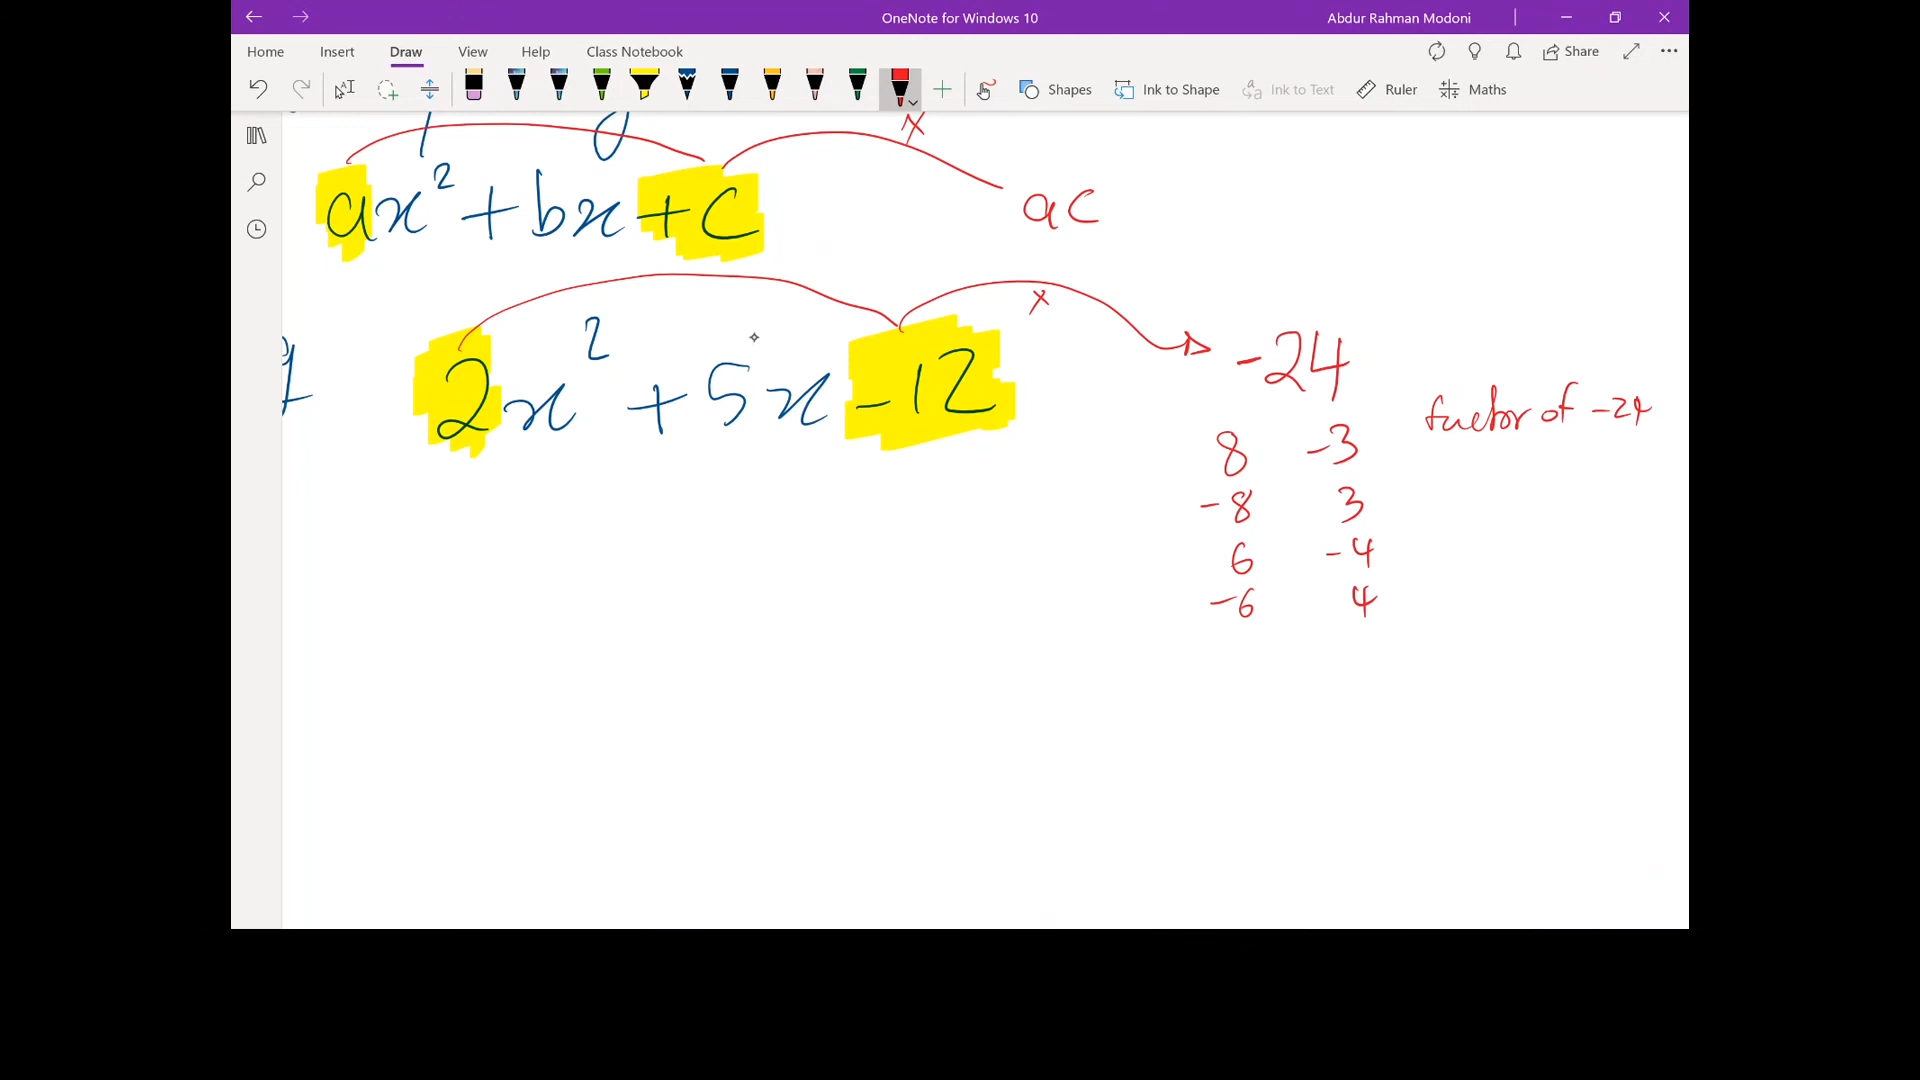 OneNote for Windows 10
Abdur Rahman Modoni
Home Insert Draw View Help Class Notebook
Share
Shapes Ink to Shape Ink to Text Ruler Maths
ax² + bx + c
x
ac
2x² + 5x - 12
x
-24
factor of -24
8 -3
-8 3
6 -4
-6 4